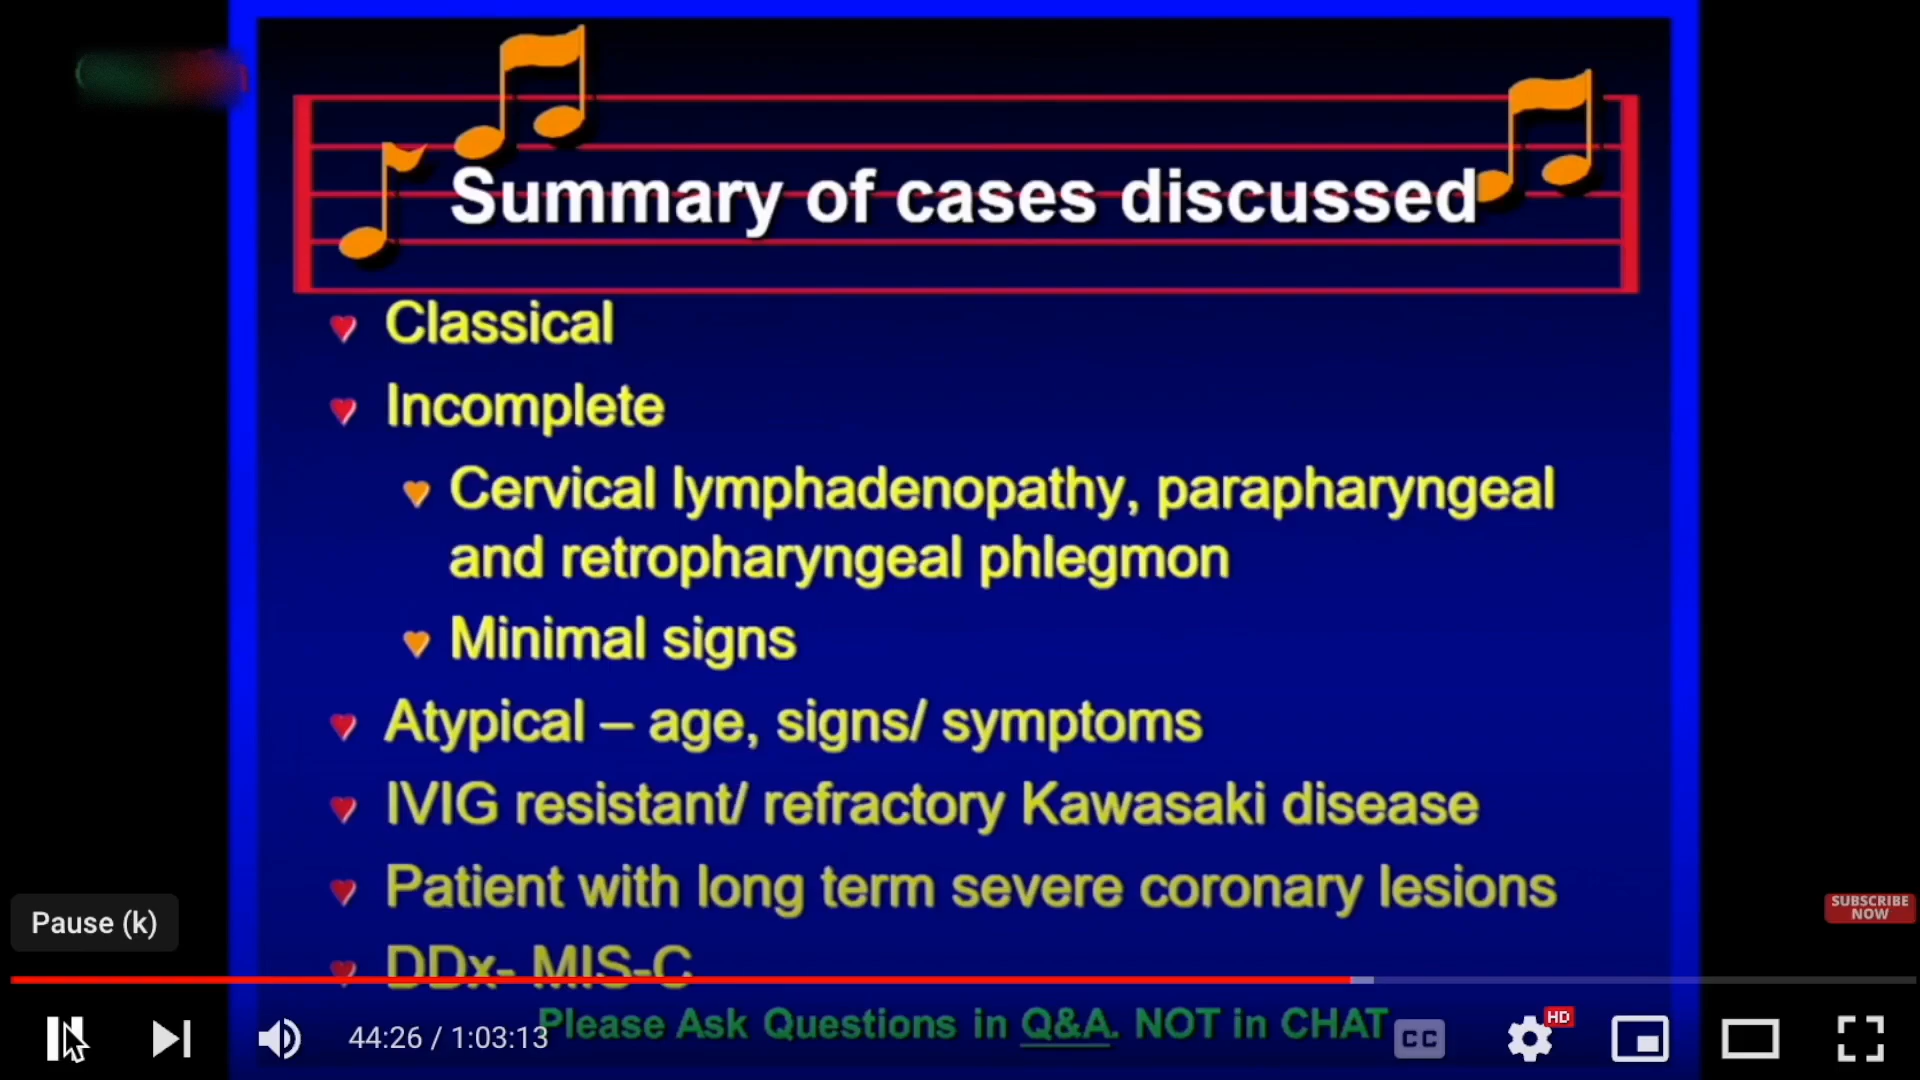 Summary of cases discussed
Classical
Incomplete
Cervical lymphadenopathy, parapharyngeal
and retropharyngeal phlegmon
Minimal signs
Atypical – age, signs/ symptoms
IVIG resistant/ refractory Kawasaki disease
Patient with long term severe coronary lesions
SUBSCRIBE
NOW
Pause (k)
DDx- MIS-C
Please Ask Questions in Q&A. NOT in CHAT
44:26 / 1:03:13
CC
HD